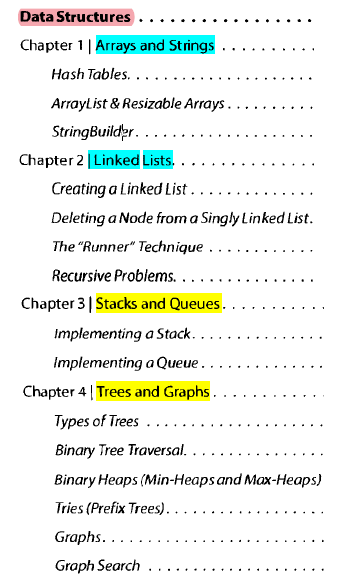 Data Structures . . . . . . . . . . . . . . . .
Chapter 1 | Arrays and Strings . . . . . . . . . .
Hash Tables. . . . . . . . . . . . . . . . . .
ArrayList & Resizable Arrays . . . . . . . . .
StringBuilder. . . . . . . . . . . . . . . . .
Chapter 2 | Linked Lists. . . . . . . . . . . . . .
Creating a Linked List . . . . . . . . . . . .
Deleting a Node from a Singly Linked List.
The "Runner" Technique . . . . . . . . . . .
Recursive Problems. . . . . . . . . . . . . .
Chapter 3 | Stacks and Queues. . . . . . . . . .
Implementing a Stack. . . . . . . . . . . . .
Implementing a Queue . . . . . . . . . . . .
Chapter 4 | Trees and Graphs . . . . . . . . . . .
Types of Trees . . . . . . . . . . . . . . . . .
Binary Tree Traversal. . . . . . . . . . . . . .
Binary Heaps (Min-Heaps and Max-Heaps)
Tries (Prefix Trees). . . . . . . . . . . . . . .
Graphs. . . . . . . . . . . . . . . . . . . . .
Graph Search . . . . . . . . . . . . . . . . .